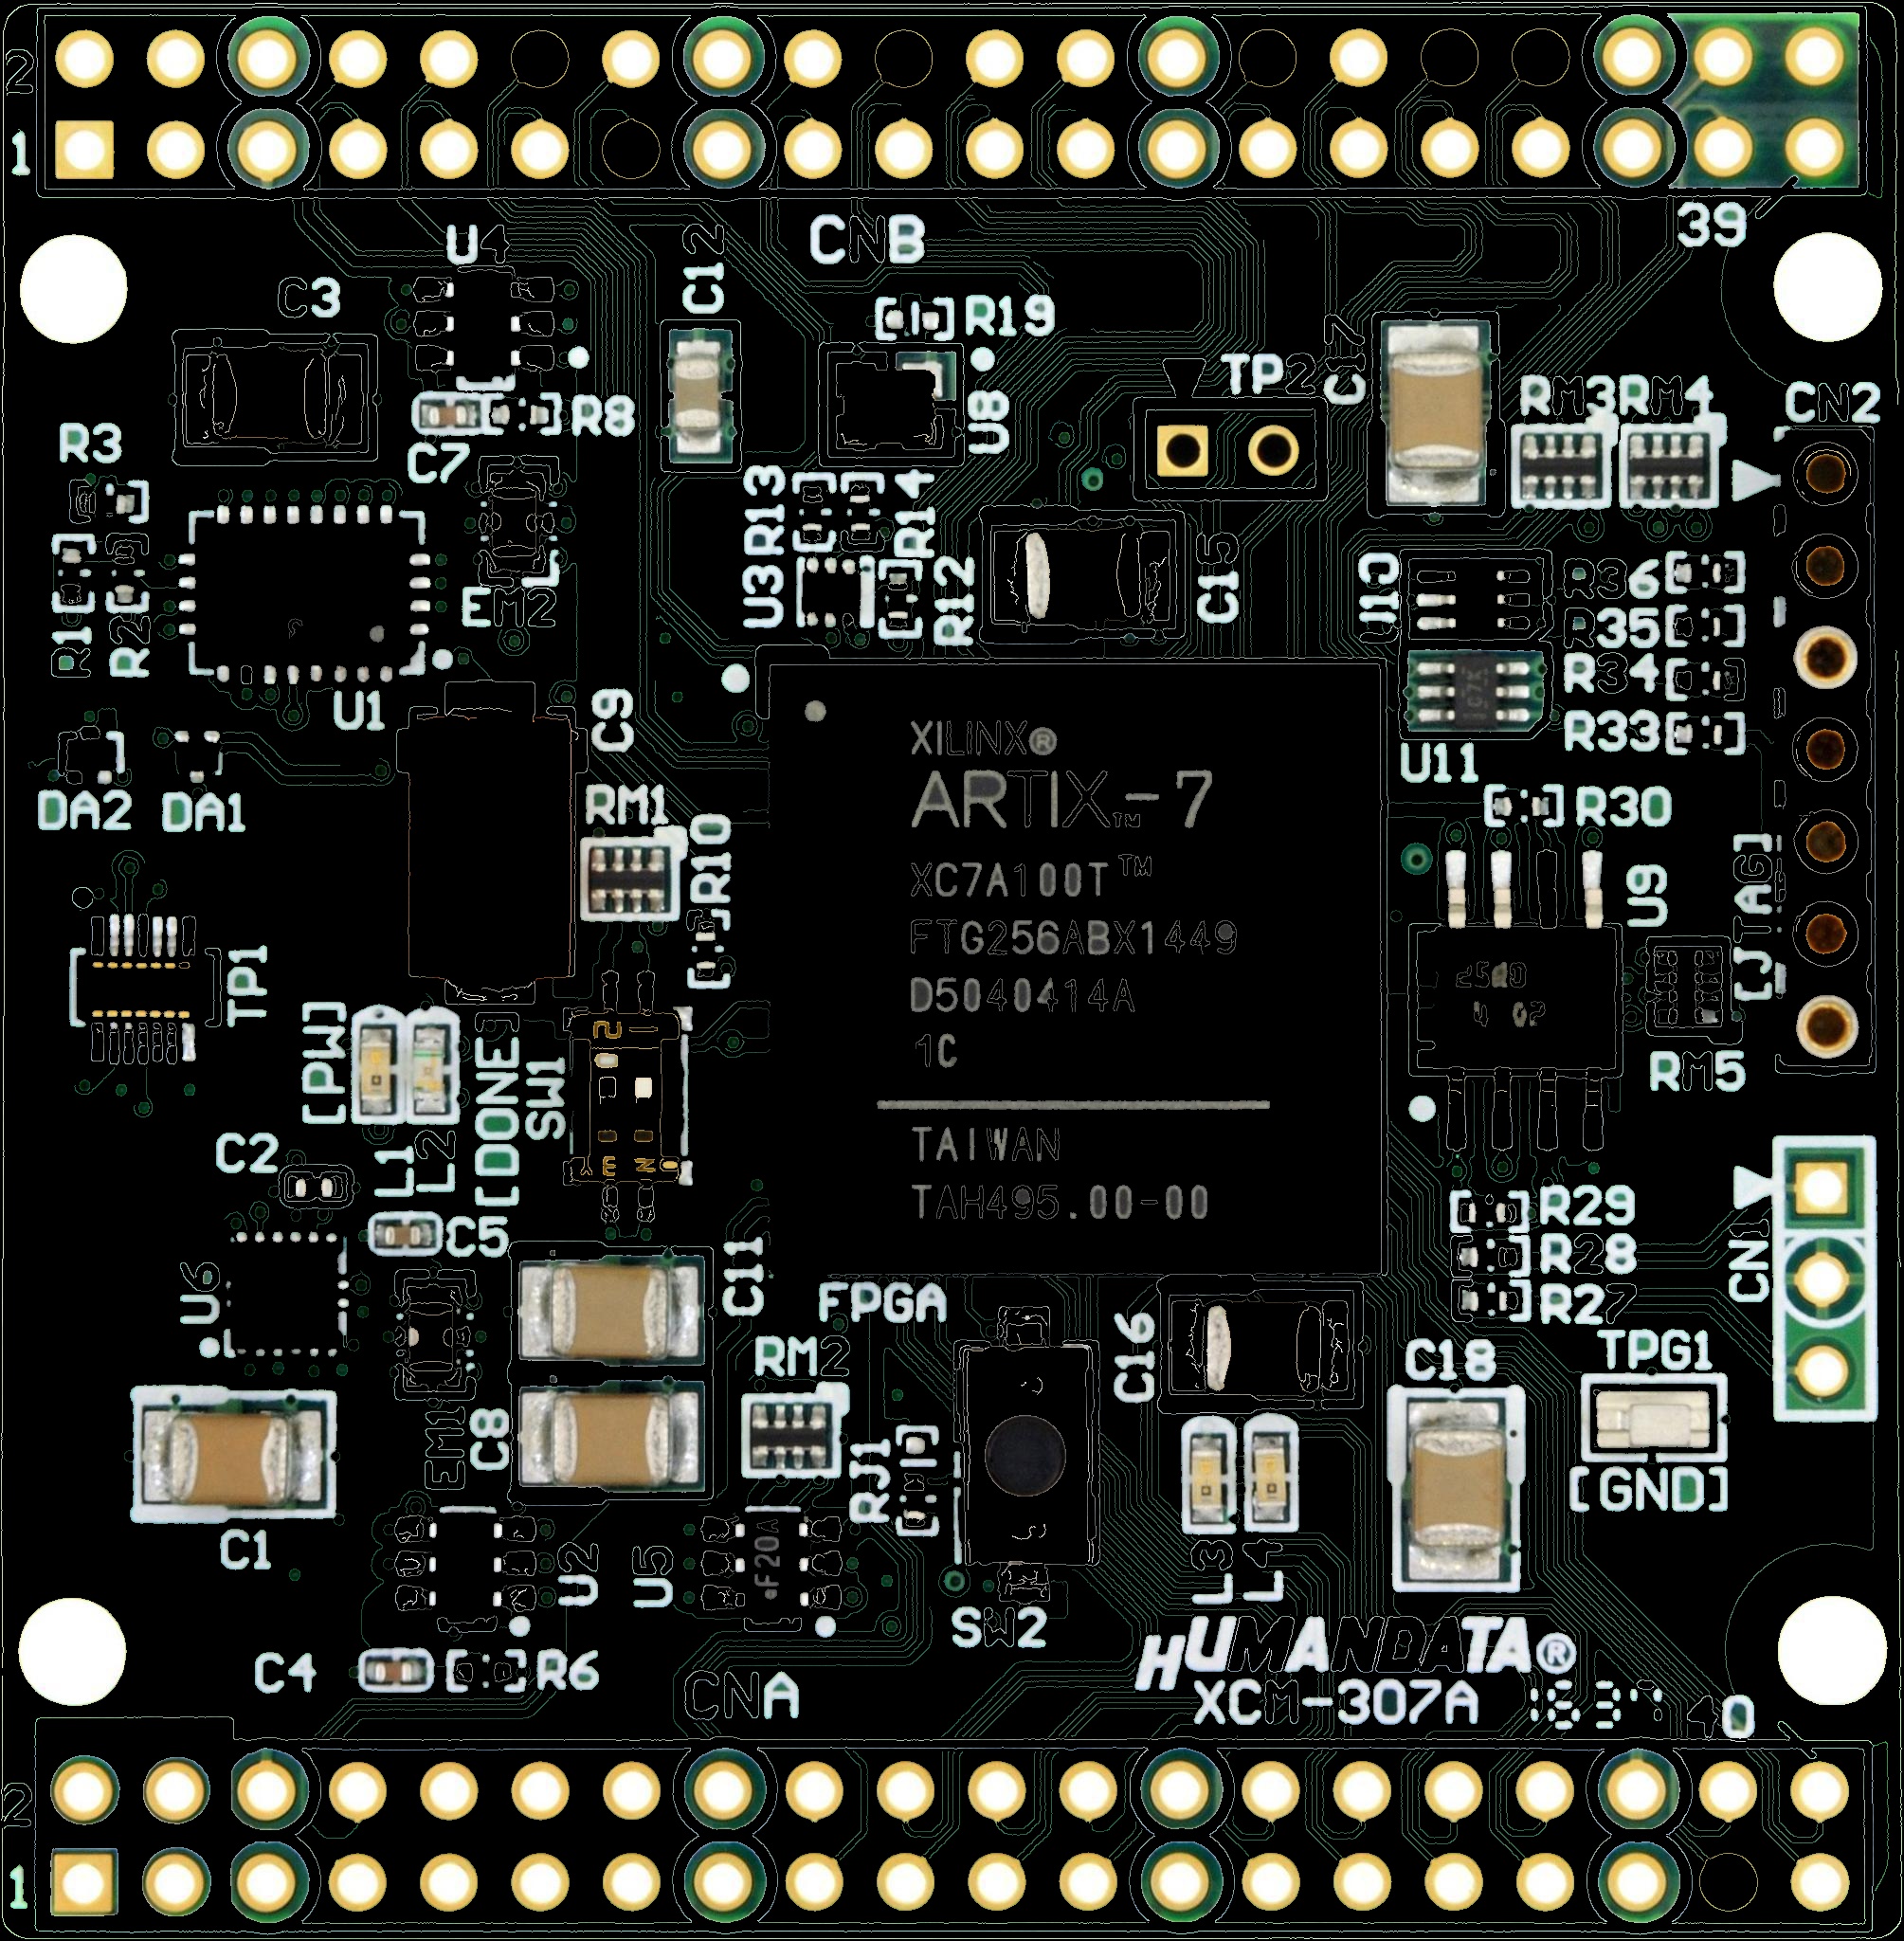 2
1
39
U4
C12
CNB
C3
R19
C17
TP2
U8
RM3
RM4
CN2
R8
C7
R3
R13
R14
U3
R12
C15
U10
R36
R35
R34
R33
EM2
L
R1
R2
U1
C9
U11
DA2
DA1
RM1
R10
R30
U9
[JTAG]
XILINX®
ARTIX™-7
XC7A100T™
FTG256ABX1449
D5040414A
1C
TAIWAN
TAH495.00-00
TP1
[PW]
[DONE
SW1
RM5
C2
L1
L2
C5
U6
C11
FPGA
R29
R28
R27
CN1
RM2
C16
C18
TPG1
[GND]
EM1
C8
RJ1
C1
U2
U5
F20A
L3
L4
SW2
HUMANDATA®
XCM-307A
C4
R6
CNA
40
2
1